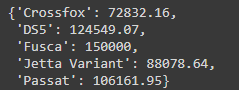 {'Crossfox': 72832.16,
'DS5': 124549.07,
'Fusca': 150000,
'Jetta Variant': 88078.64,
'Passat': 106161.95}